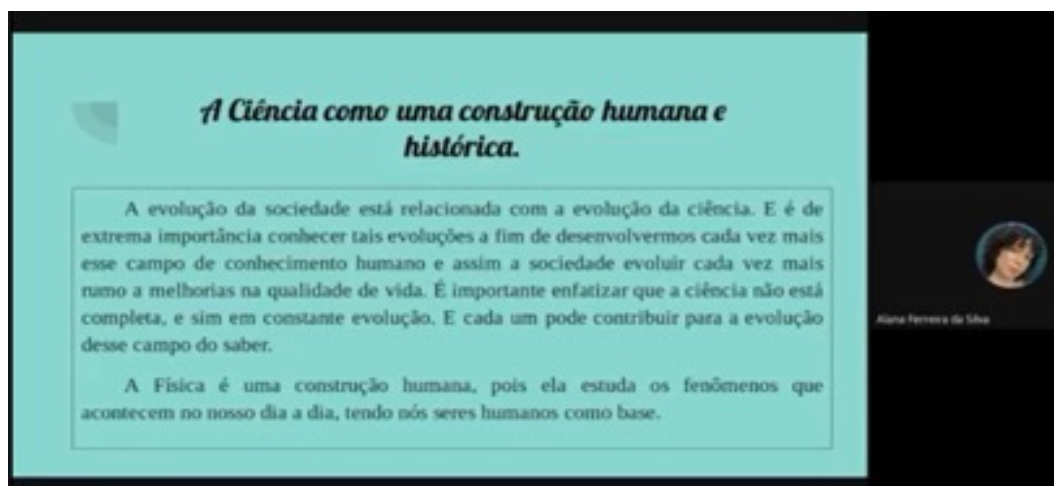 A Ciência como uma construção humana e
histórica.
A evolução da sociedade está relacionada com a evolução da ciência. E é de
extrema importância conhecer tais evoluções a fim de desenvolvermos cada vez mais
esse campo de conhecimento humano e assim a sociedade evoluir cada vez mais
rumo a melhorias na qualidade de vida. É importante enfatizar que a ciência não está
completa, e sim em constante evolução. E cada um pode contribuir para a evolução
desse campo do saber.
A Física é uma construção humana, pois ela estuda os fenômenos que
acontecem no nosso dia a dia, tendo nós seres humanos como base.
Alana Ferreira da Silva